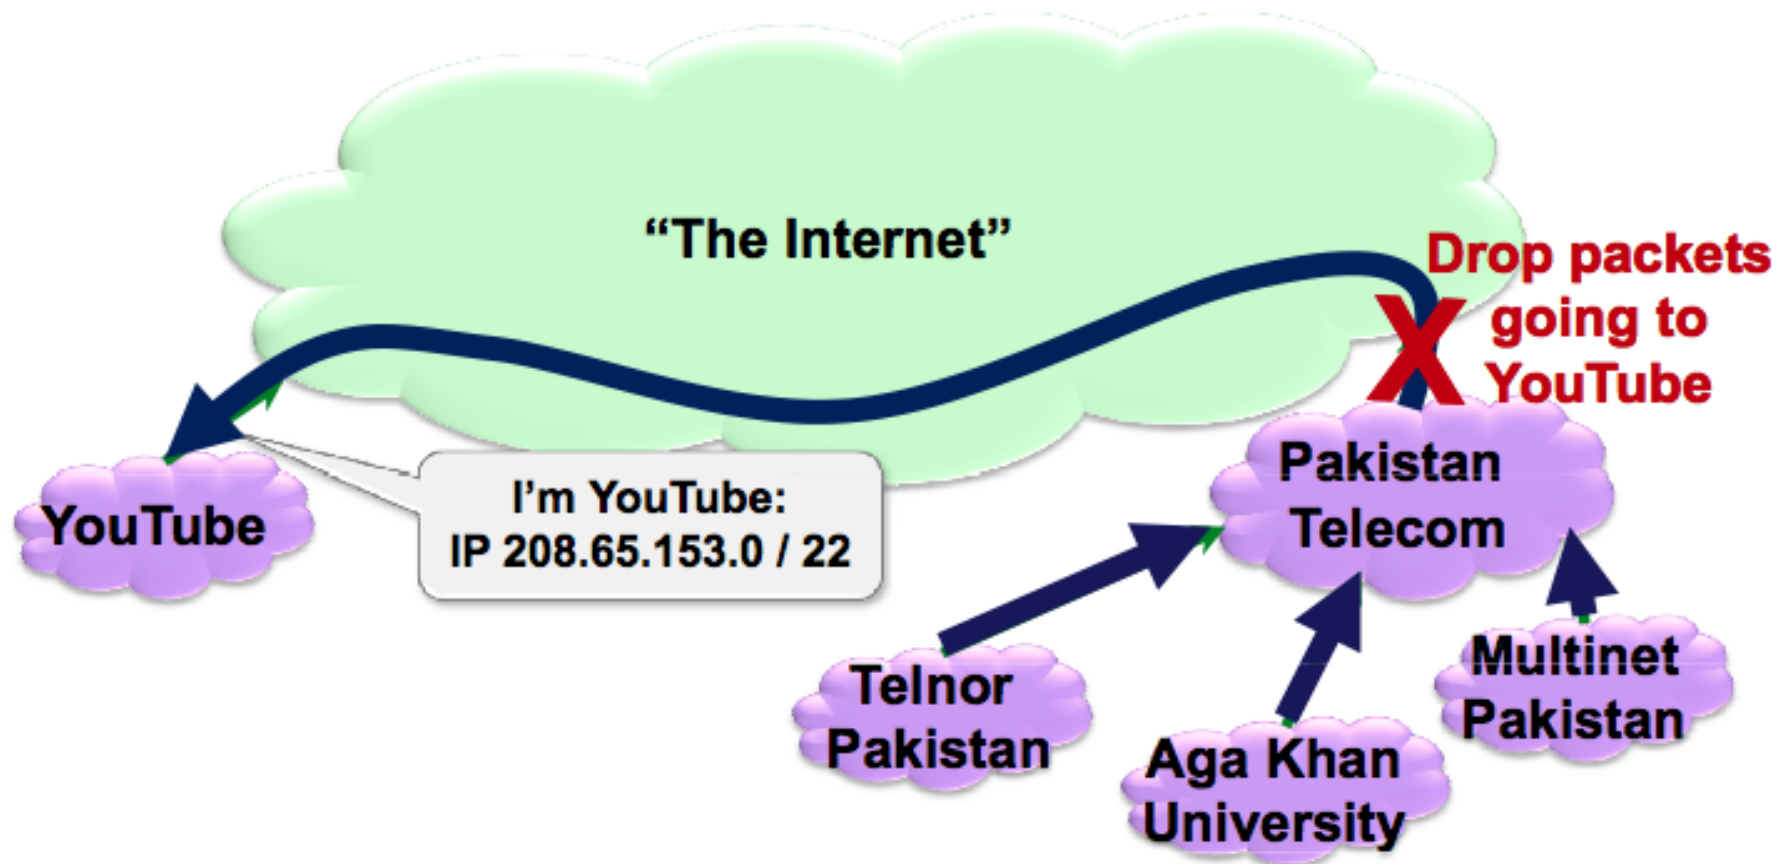 “The Internet”
Drop packets
going to
YouTube
YouTube
I’m YouTube:
IP 208.65.153.0 / 22
Pakistan
Telecom
Telnor
Pakistan
Aga Khan
University
Multinet
Pakistan
X